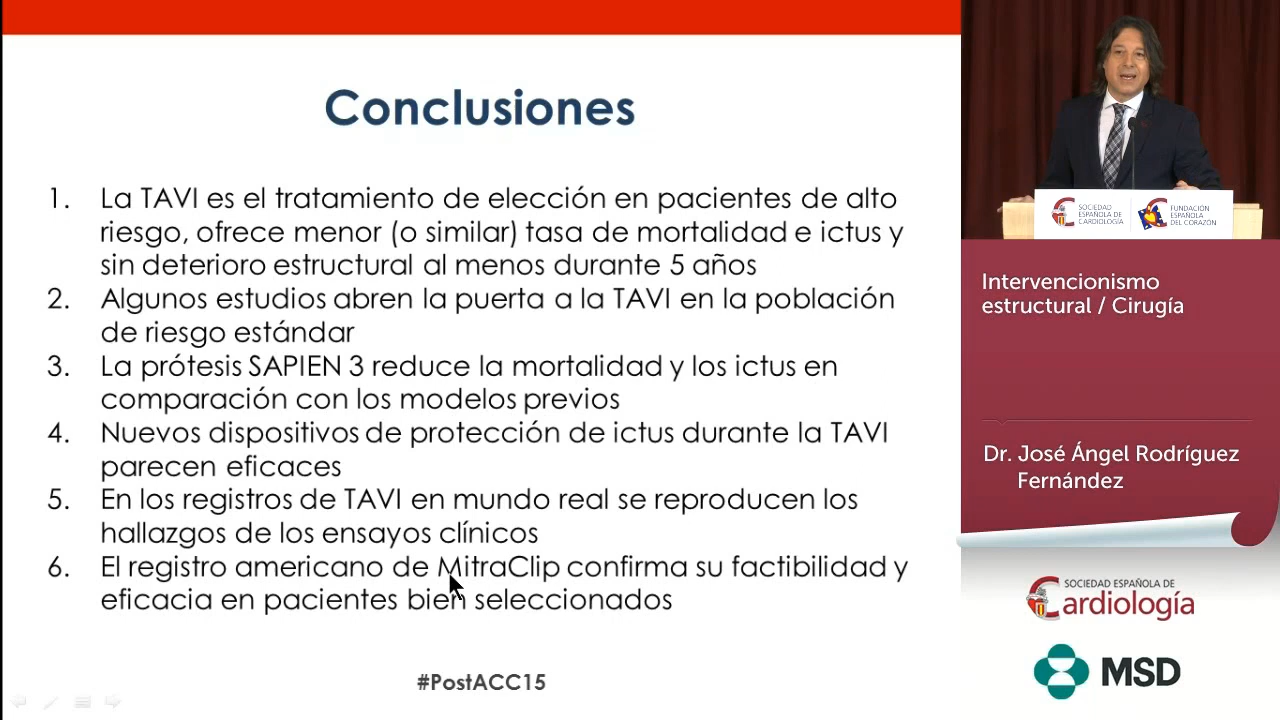 Conclusiones
1. La TAVI es el tratamiento de elección en pacientes de alto
riesgo, ofrece menor (o similar) tasa de mortalidad e ictus y
sin deterioro estructural al menos durante 5 años
2. Algunos estudios abren la puerta a la TAVI en la población
de riesgo estándar
3. La prótesis SAPIEN 3 reduce la mortalidad y los ictus en
comparación con los modelos previos
4. Nuevos dispositivos de protección de ictus durante la TAVI
parecen eficaces
5. En los registros de TAVI en mundo real se reproducen los
hallazgos de los ensayos clínicos
6. El registro americano de MitraClip confirma su factibilidad y
eficacia en pacientes bien seleccionados
#PostACC15
SOCIEDAD
ESPAÑOLA DE
CARDIOLOGÍA
FUNDACIÓN
ESPAÑOLA
DEL CORAZÓN
Intervencionismo
estructural / Cirugía
Dr. José Ángel Rodríguez
Fernández
SOCIEDAD ESPAÑOLA DE
Cardiología
MSD